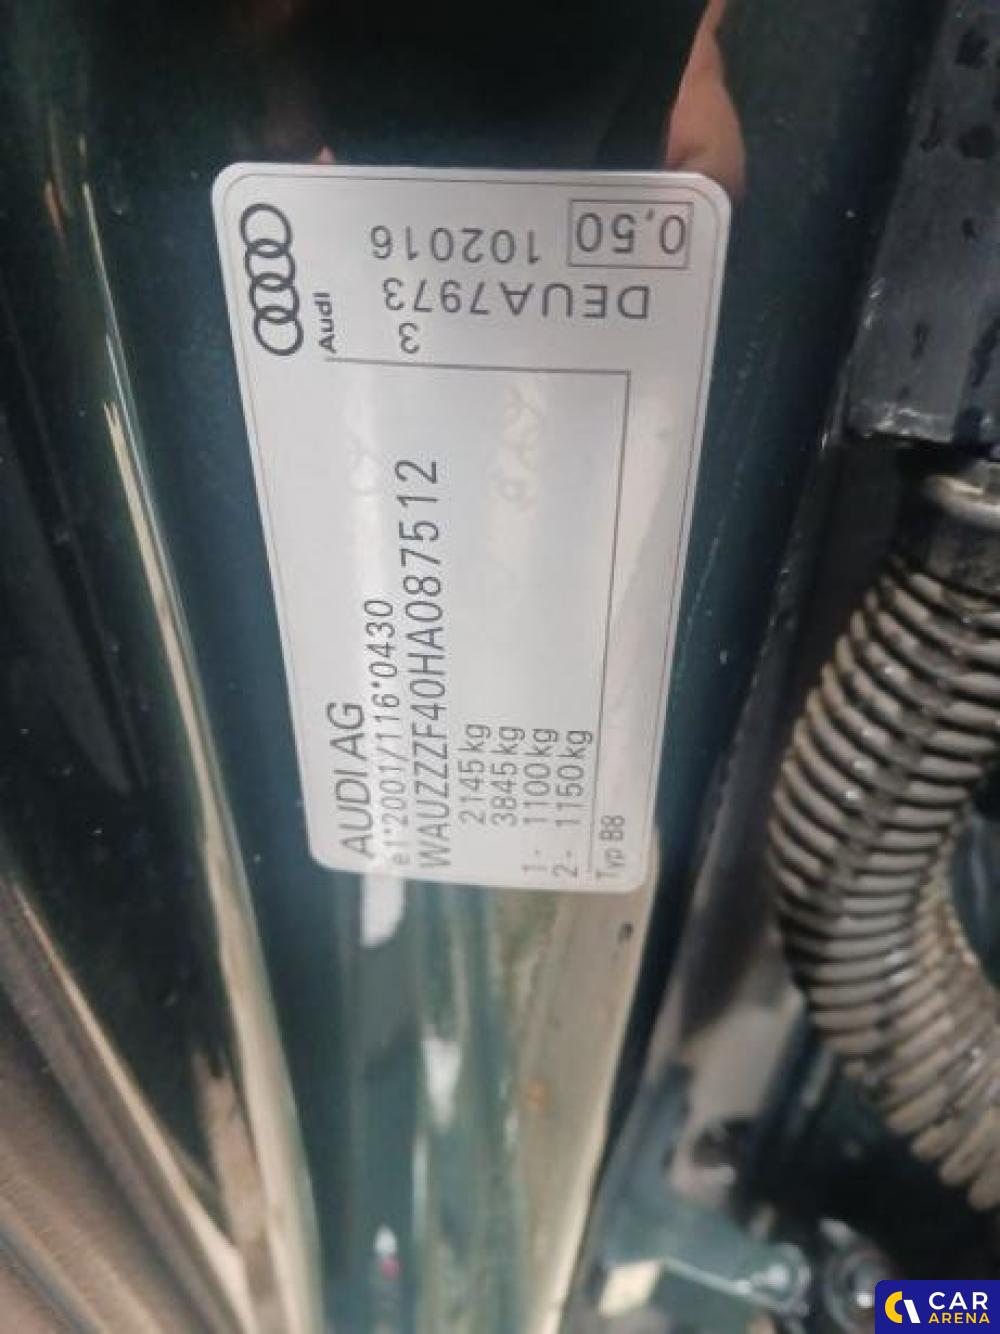 AUDI AG
e1*2001/116*0430
WAUZZZF40HA087512
2145kg
3845kg
1- 1100kg
2- 1150kg
Typ B8
Audi
3
DEUA7973
102016 0,50
CAR
ARENA